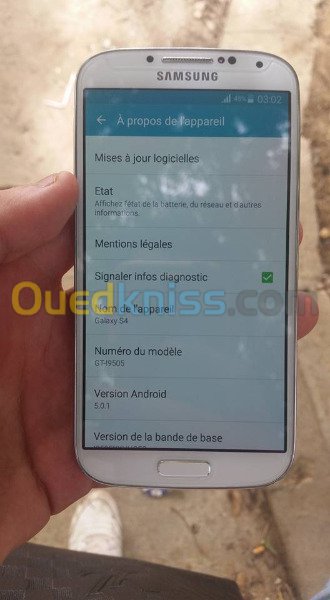 SAMSUNG
46% 03:02
À propos de l'appareil
Mises à jour logicielles
Etat
Affichez l'état de la batterie, du réseau et d'autres
informations.
Mentions légales
Signaler infos diagnostic
Ouedkniss.com
Nom de l'appareil
Galaxy S4
Numéro du modèle
GT-I9505
Version Android
5.0.1
Version de la bande de base